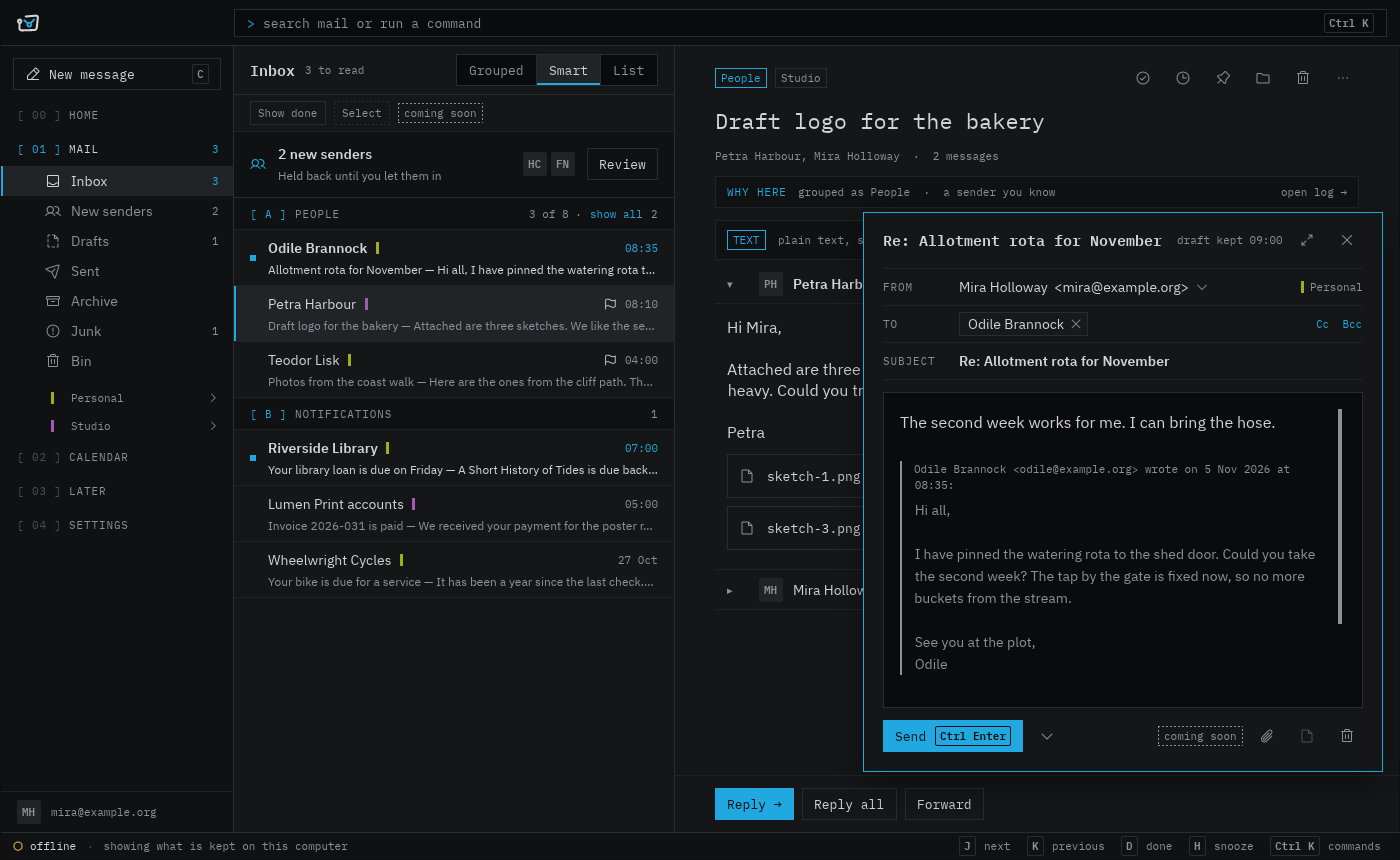 > search mail or run a command
Ctrl K
New message
C
[ 00 ] HOME
[ 01 ] MAIL
3
Inbox
3
New senders
2
Drafts
1
Sent
Archive
Junk
1
Bin
Personal
Studio
[ 02 ] CALENDAR
[ 03 ] LATER
[ 04 ] SETTINGS
MH
mira@example.org
Inbox 3 to read
Grouped
Smart
List
Show done
Select
coming soon
2 new senders
Held back until you let them in
HC
FN
Review
[ A ] PEOPLE
3 of 8 · show all 2
Odile Brannock
08:35
Allotment rota for November — Hi all, I have pinned the watering rota t…
Petra Harbour
08:10
Draft logo for the bakery — Attached are three sketches. We like the se…
Teodor Lisk
04:00
Photos from the coast walk — Here are the ones from the cliff path. Th…
[ B ] NOTIFICATIONS
1
Riverside Library
07:00
Your library loan is due on Friday — A Short History of Tides is due back…
Lumen Print accounts
05:00
Invoice 2026-031 is paid — We received your payment for the poster r…
Wheelwright Cycles
27 Oct
Your bike is due for a service — It has been a year since the last check.…
People
Studio
Draft logo for the bakery
Petra Harbour, Mira Holloway · 2 messages
WHY HERE grouped as People · a sender you know
open log →
TEXT
plain text, s
PH
Petra Harb
Hi Mira,
Attached are three
heavy. Could you tr
Petra
sketch-1.png
sketch-3.png
MH
Mira Hollow
Reply →
Reply all
Forward
Re: Allotment rota for November
draft kept 09:00
FROM
Mira Holloway <mira@example.org>
Personal
TO
Odile Brannock
Cc
Bcc
SUBJECT
Re: Allotment rota for November
The second week works for me. I can bring the hose.
Odile Brannock <odile@example.org> wrote on 5 Nov 2026 at
08:35:
Hi all,
I have pinned the watering rota to the shed door. Could you take
the second week? The tap by the gate is fixed now, so no more
buckets from the stream.
See you at the plot,
Odile
Send Ctrl Enter
coming soon
offline · showing what is kept on this computer
J next
K previous
D done
H snooze
Ctrl K commands